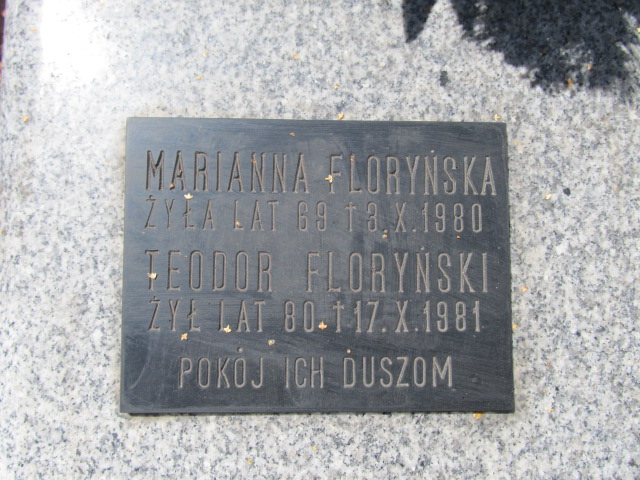 MARIANNA FLORYŃSKA
ŻYŁA LAT 69 † 3.X.1980
TEODOR FLORYŃSKI
ŻYŁ LAT 80 † 17.X.1981
POKÓJ ICH DUSZOM